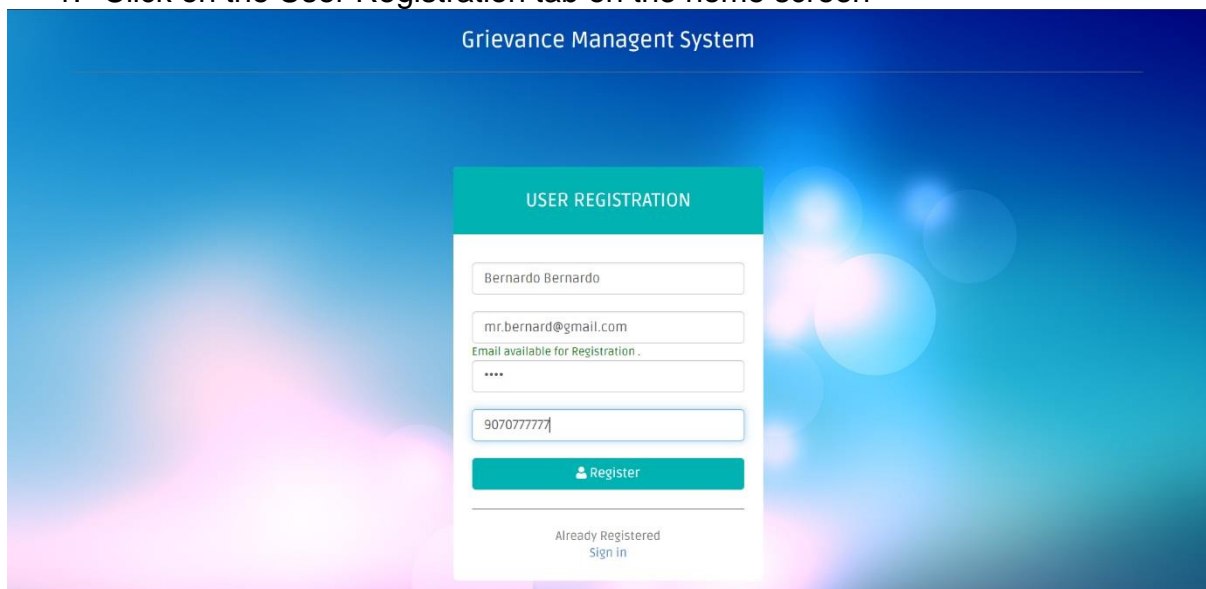 Click on the User Registration tab on the home screen
Grievance Managent System
USER REGISTRATION
Bernardo Bernardo
mr.bernard@gmail.com
Email available for Registration .
••••
9070777777
Register
Already Registered
Sign in